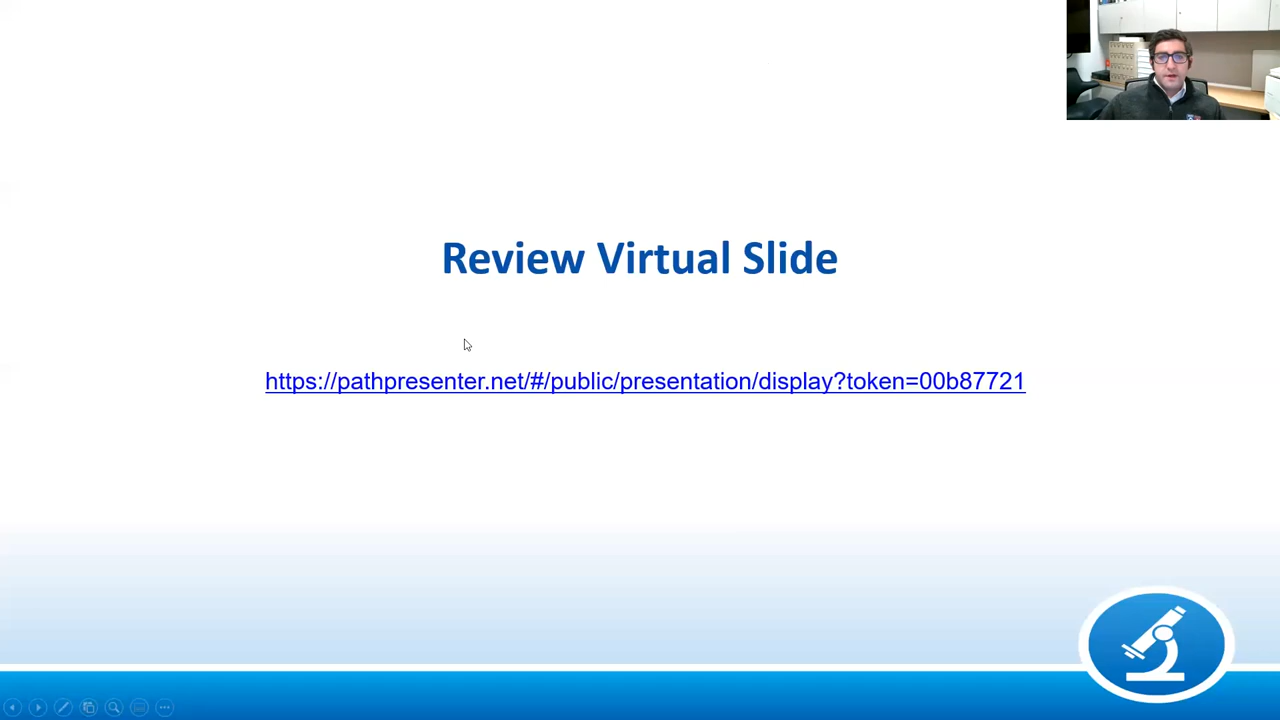 Review Virtual Slide
https://pathpresenter.net/#/public/presentation/display?token=00b87721